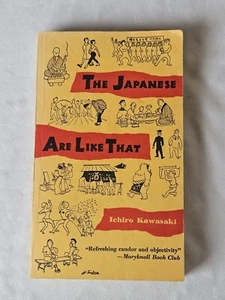 THE JAPANESE
ARE LIKE THAT
Ichiro Kawasaki
“Refreshing candor and objectivity”
—Maryknoll Book Club